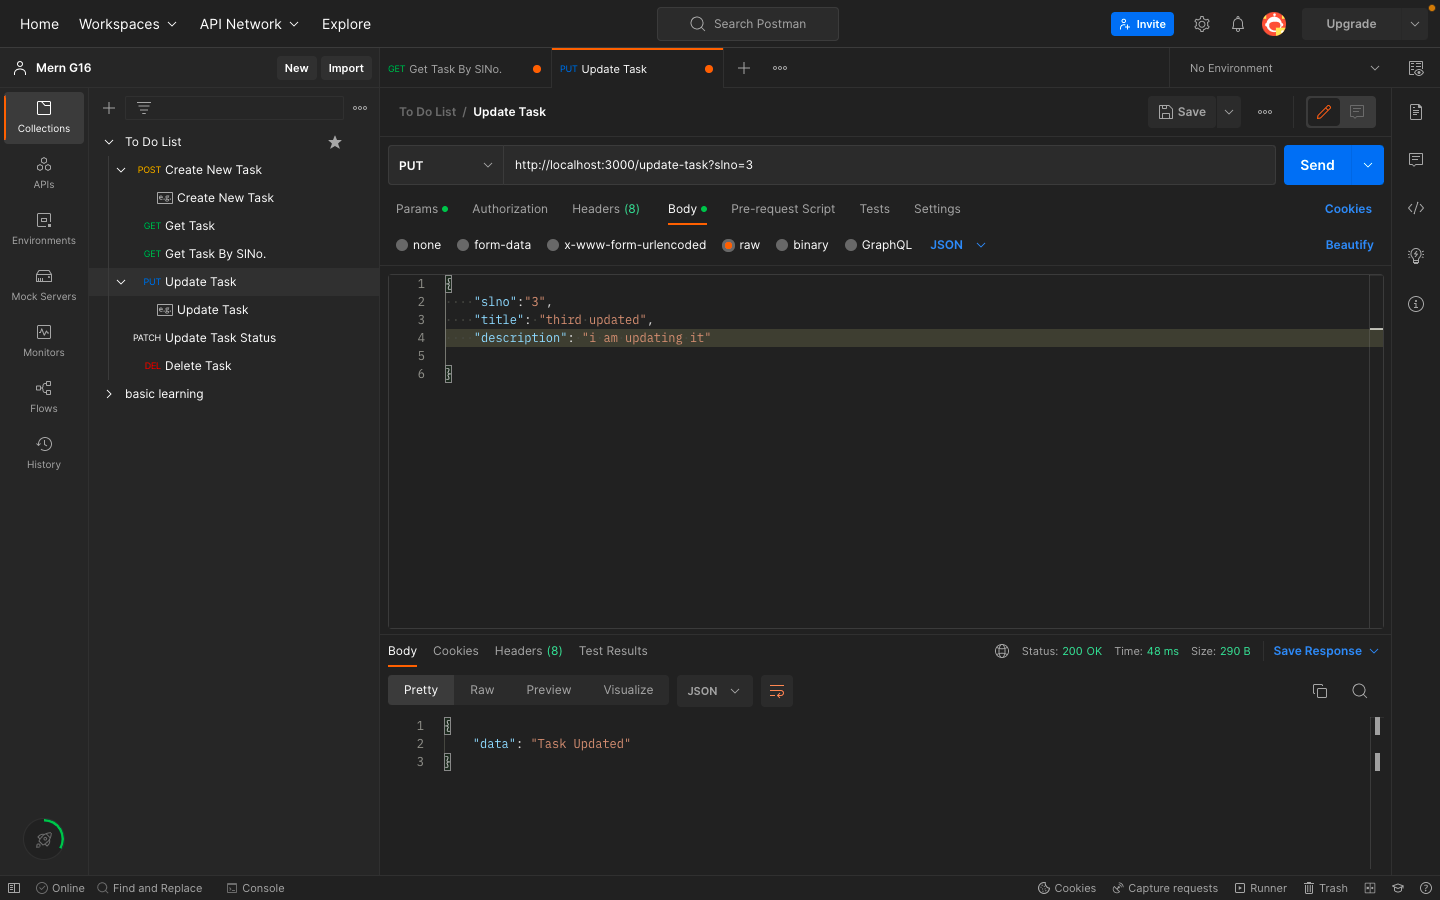 Home Workspaces API Network Explore Search Postman Invite Upgrade
Mern G16 New Import GET Get Task By SlNo. PUT Update Task No Environment
Collections
APIs
Environments
Mock Servers
Monitors
Flows
History
To Do List
POST Create New Task
e.g. Create New Task
GET Get Task
GET Get Task By SlNo.
PUT Update Task
e.g. Update Task
PATCH Update Task Status
DEL Delete Task
basic learning
To Do List / Update Task Save
PUT http://localhost:3000/update-task?slno=3 Send
Params Authorization Headers (8) Body Pre-request Script Tests Settings Cookies
none form-data x-www-form-urlencoded raw binary GraphQL JSON Beautify
1 {
2 "slno":"3",
3 "title": "third updated",
4 "description": "i am updating it"
5
6 }
Body Cookies Headers (8) Test Results Status: 200 OK Time: 48 ms Size: 290 B Save Response
Pretty Raw Preview Visualize JSON
1 {
2 "data": "Task Updated"
3 }
Online Find and Replace Console Cookies Capture requests Runner Trash